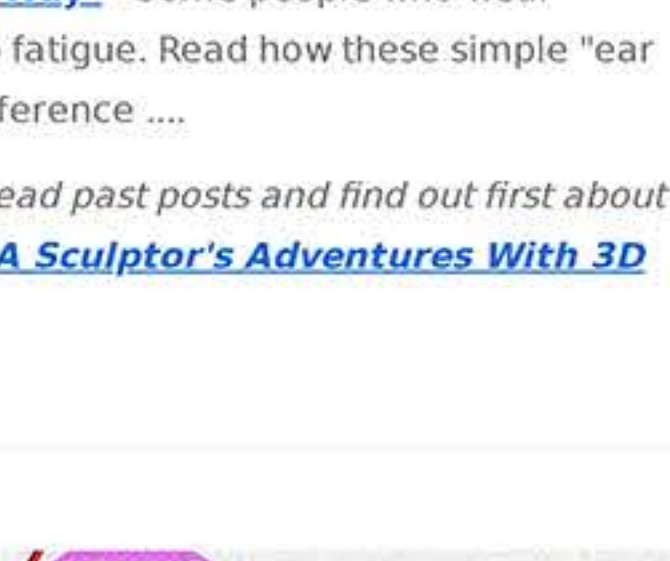 fatigue. Read how these simple "ear
ference ....
ead past posts and find out first about
A Sculptor's Adventures With 3D